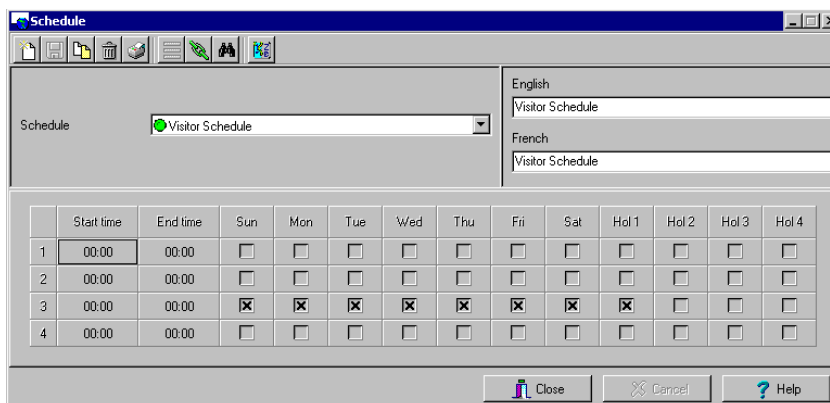 Schedule
English
Visitor Schedule
Schedule Visitor Schedule
French
Visitor Schedule
Start time End time Sun Mon Tue Wed Thu Fri Sat Hol 1 Hol 2 Hol 3 Hol 4
1 00:00 00:00
2 00:00 00:00
3 00:00 00:00
4 00:00 00:00
Close Cancel ? Help